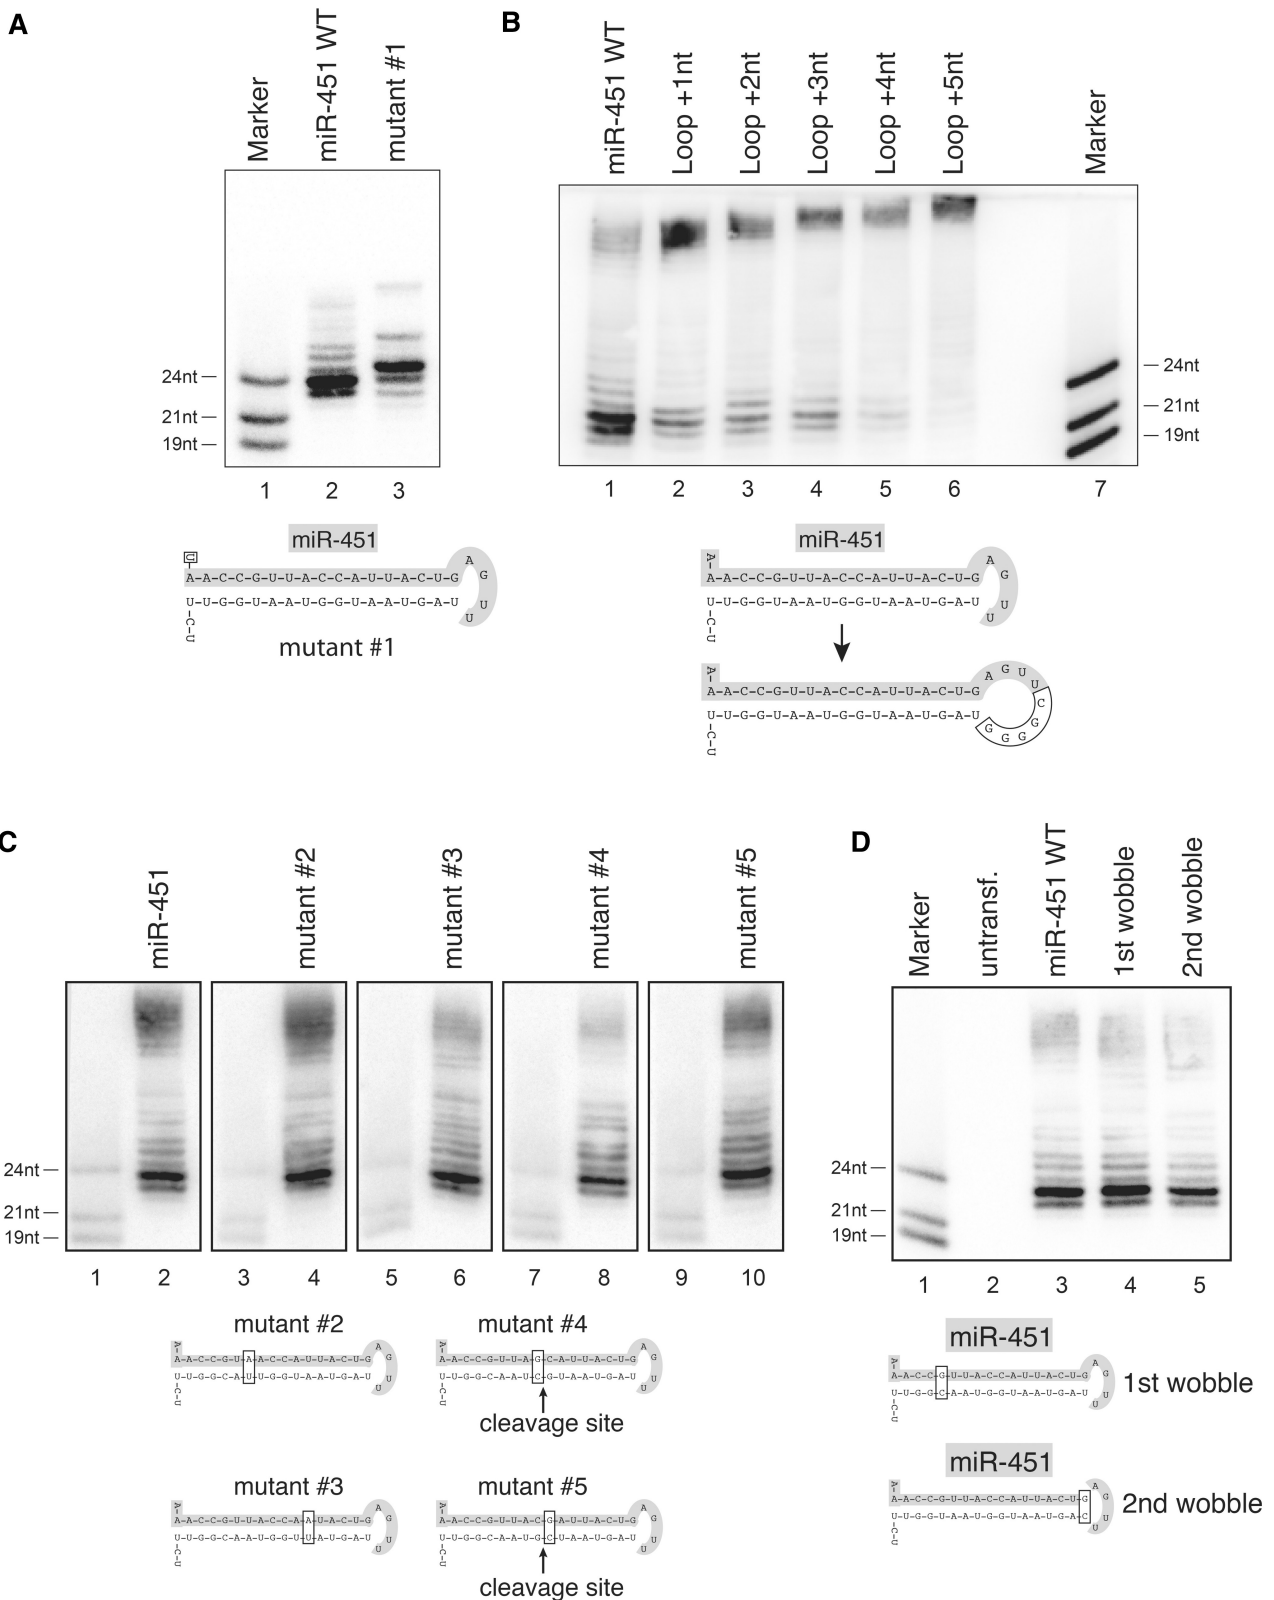 A
Marker
miR-451 WT
mutant #1
24nt
21nt
19nt
1 2 3
miR-451
U
A-A-C-C-G-U-U-A-C-C-A-U-U-A-C-U-G
A
G
U
U
U-U-G-G-U-A-A-U-G-G-U-A-A-U-G-A-U
-C-U
mutant #1
B
miR-451 WT
Loop +1nt
Loop +2nt
Loop +3nt
Loop +4nt
Loop +5nt
Marker
24nt
21nt
19nt
1 2 3 4 5 6 7
miR-451
A-
A-A-C-C-G-U-U-A-C-C-A-U-U-A-C-U-G
A
G
U
U
U-U-G-G-U-A-A-U-G-G-U-A-A-U-G-A-U
-C-U
A-
A-A-C-C-G-U-U-A-C-C-A-U-U-A-C-U-G
A G U U
C G G G G
U-U-G-G-U-A-A-U-G-G-U-A-A-U-G-A-U
-C-U
C
miR-451
mutant #2
mutant #3
mutant #4
mutant #5
24nt
21nt
19nt
1 2 3 4 5 6 7 8 9 10
mutant #2
A-
A-A-C-C-G-U-A-A-C-C-A-U-U-A-C-U-G
A
G
U
U
U-U-G-G-C-A-U-U-G-G-U-A-A-U-G-A-U
-C-U
mutant #4
A-
A-A-C-C-G-U-U-A-G-C-A-U-U-A-C-U-G
A
G
U
U
U-U-G-G-C-A-A-U-C-G-U-A-A-U-G-A-U
-C-U
cleavage site
mutant #3
A-
A-A-C-C-G-U-U-A-C-C-A-A-U-A-C-U-G
A
G
U
U
U-U-G-G-C-A-A-U-G-G-U-U-A-U-G-A-U
-C-U
mutant #5
A-
A-A-C-C-G-U-U-A-C-G-A-U-U-A-C-U-G
A
G
U
U
U-U-G-G-C-A-A-U-G-C-U-A-A-U-G-A-U
-C-U
cleavage site
D
Marker
untransf.
miR-451 WT
1st wobble
2nd wobble
24nt
21nt
19nt
1 2 3 4 5
miR-451
A-
A-A-C-C-G-U-U-A-C-C-A-U-U-A-C-U-G
A
G
U
U
U-U-G-G-C-A-A-U-G-G-U-A-A-U-G-A-U
-C-U
1st wobble
miR-451
A-
A-A-C-C-G-U-U-A-C-C-A-U-U-A-C-U-G
A
G
U
U
U-U-G-G-U-A-A-U-G-G-U-A-A-U-G-A-C
-C-U
2nd wobble